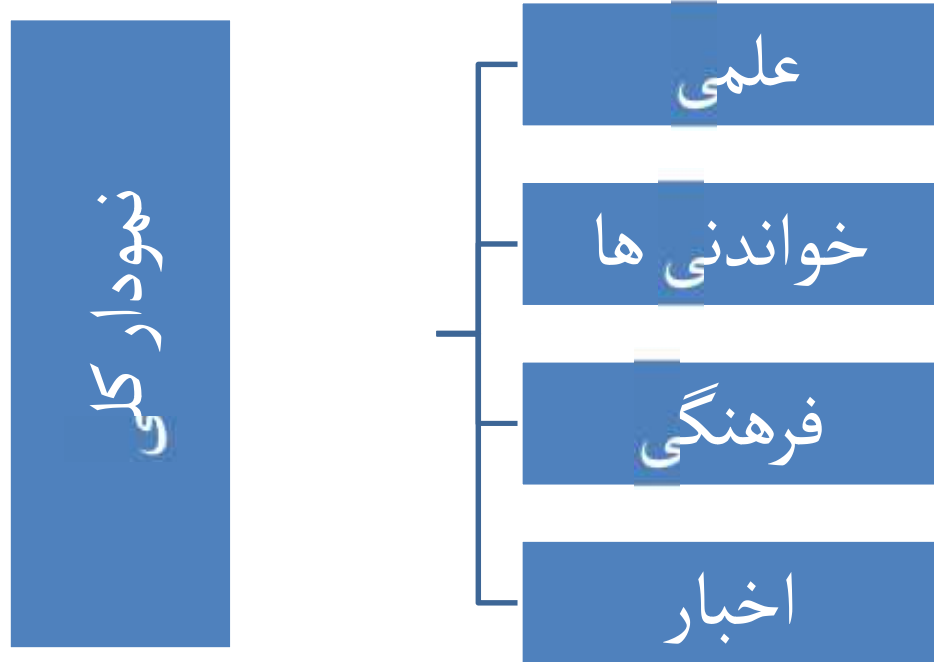 نمودار کلی
علمی
خواندنی ها
فرهنگی
اخبار